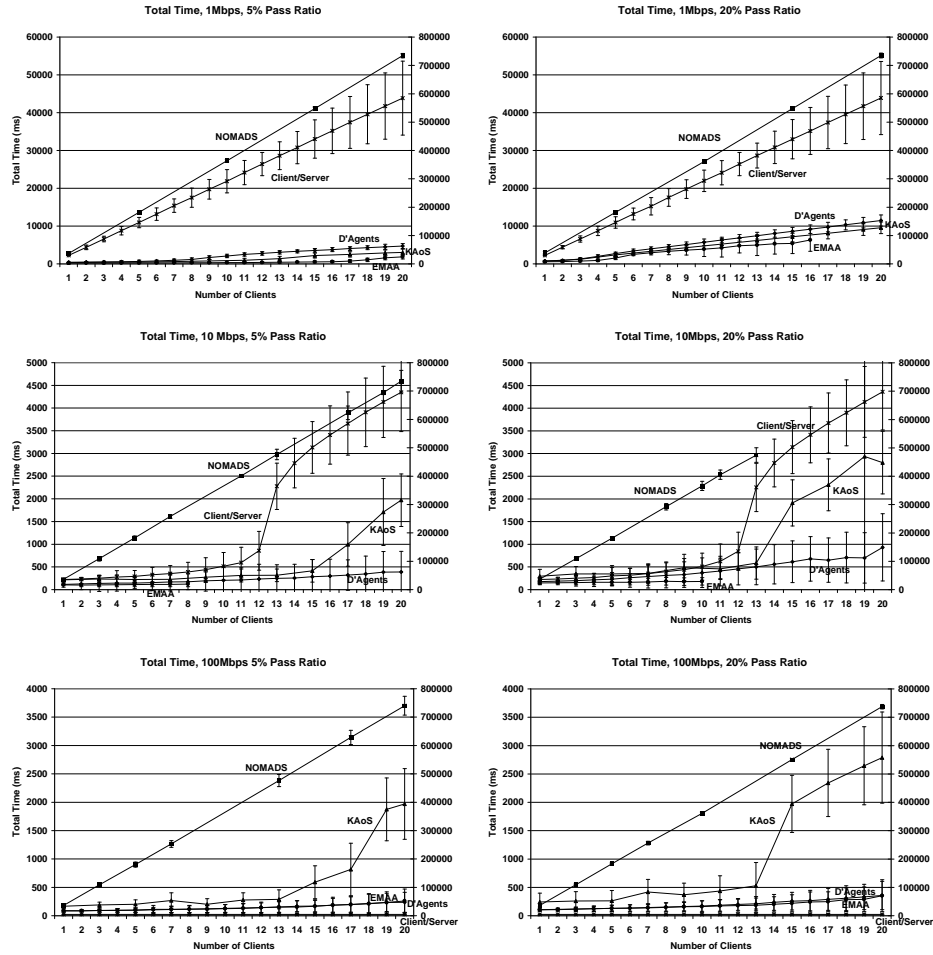 Total Time, 1Mbps, 5% Pass Ratio
60000
50000
40000
30000
20000
10000
0
Total Time (ms)
800000
700000
600000
500000
400000
300000
200000
100000
0
NOMADS
Client/Server
D'Agents
KAoS
EMAA
1 2 3 4 5 6 7 8 9 10 11 12 13 14 15 16 17 18 19 20
Number of Clients
Total Time, 1Mbps, 20% Pass Ratio
60000
50000
40000
30000
20000
10000
0
Total Time (ms)
800000
700000
600000
500000
400000
300000
200000
100000
0
NOMADS
Client/Server
D'Agents
KAoS
EMAA
1 2 3 4 5 6 7 8 9 10 11 12 13 14 15 16 17 18 19 20
Number of Clients
Total Time, 10 Mbps, 5% Pass Ratio
5000
4500
4000
3500
3000
2500
2000
1500
1000
500
0
Total Time (ms)
800000
700000
600000
500000
400000
300000
200000
100000
0
NOMADS
Client/Server
KAoS
D'Agents
EMAA
1 3 4 5 6 7 8 9 10 11 12 13 14 15 16 17 18 19 20
Number of Clients
Total Time, 10Mbps, 20% Pass Ratio
5000
4500
4000
3500
3000
2500
2000
1500
1000
500
0
Total Time (ms)
800000
700000
600000
500000
400000
300000
200000
100000
0
Client/Server
NOMADS
KAoS
D'Agents
EMAA
1 3 4 5 6 7 8 9 10 11 12 13 14 15 16 17 18 19 20
Number of Clients
Total Time, 100Mbps 5% Pass Ratio
4000
3500
3000
2500
2000
1500
1000
500
0
Total Time (ms)
800000
700000
600000
500000
400000
300000
200000
100000
0
NOMADS
KAoS
EMAA
D'Agents
Client/Server
1 2 3 4 5 6 7 8 9 10 11 12 13 14 15 16 17 18 19 20
Number of Clients
Total Time, 100Mbps, 20% Pass Ratio
4000
3500
3000
2500
2000
1500
1000
500
0
Total Time (ms)
800000
700000
600000
500000
400000
300000
200000
100000
0
NOMADS
KAoS
D'Agents
EMAA
Client/Server
1 2 3 4 5 6 7 8 9 10 11 12 13 14 15 16 17 18 19 20
Number of Clients